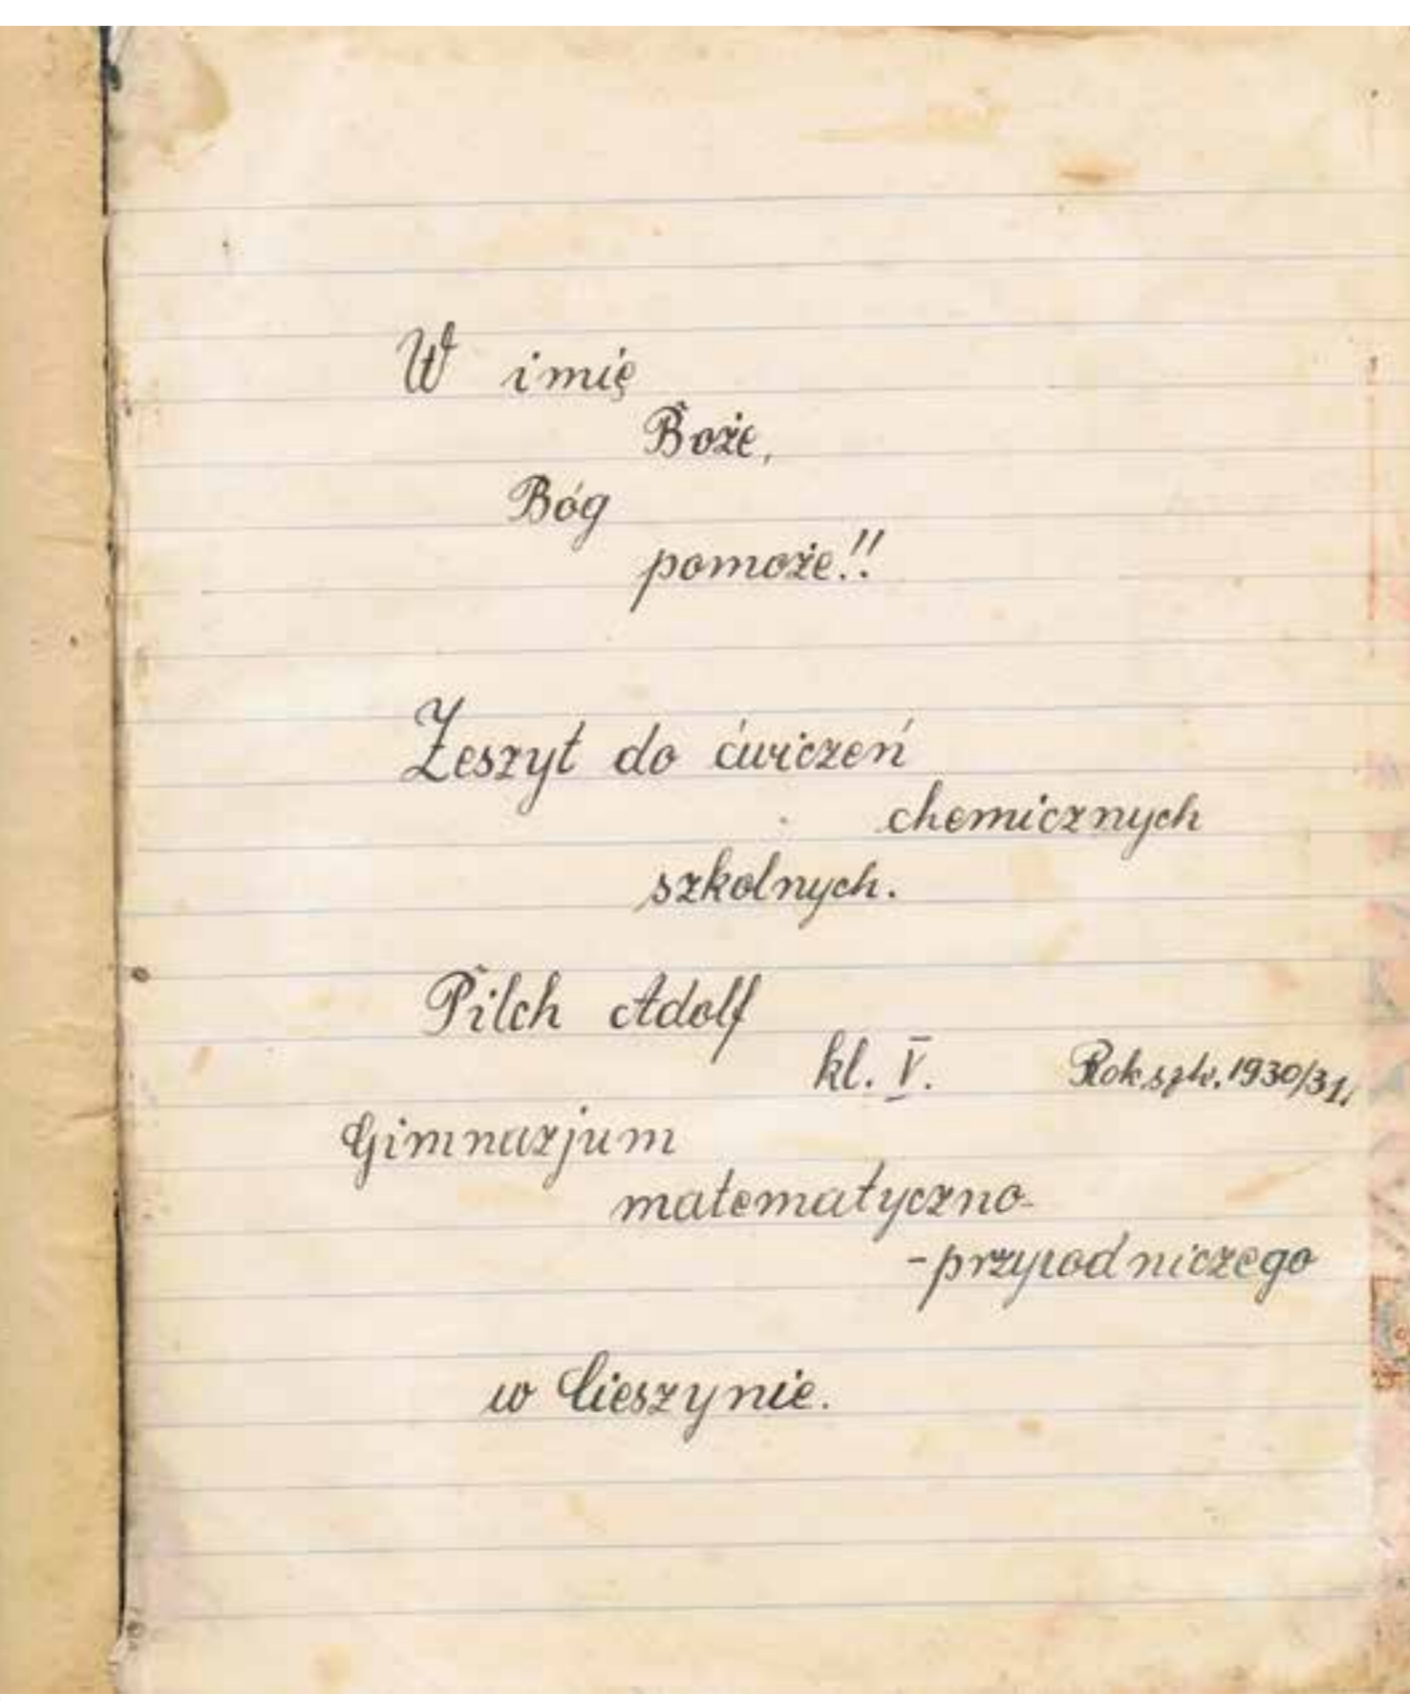 W imię
Boże,
Bóg
pomoże!!
Zeszyt do ćwiczeń
chemicznych
szkolnych.
Pilch Adolf
kl. V. Rok szk. 1930/31.
Gimnazjum
matematyczno-
-przyrodniczego
w Cieszynie.